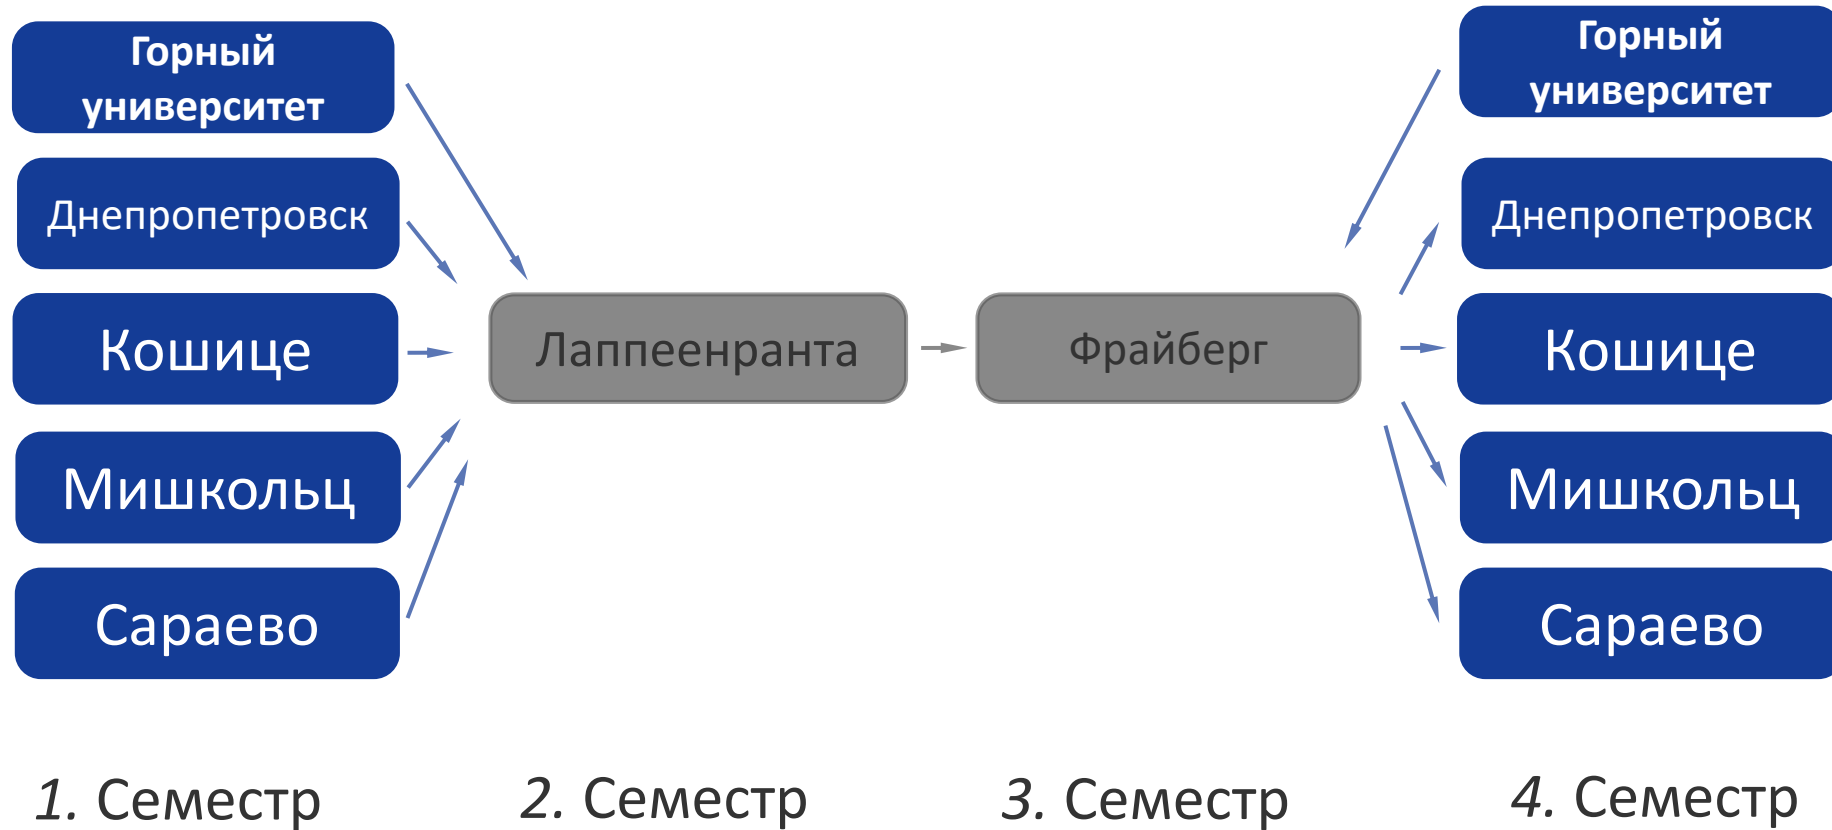 Горный
университет
Днепропетровск
Кошице
Мишкольц
Сараево
Лаппеенранта
Фрайберг
Горный
университет
Днепропетровск
Кошице
Мишкольц
Сараево
1. Семестр
2. Семестр
3. Семестр
4. Семестр